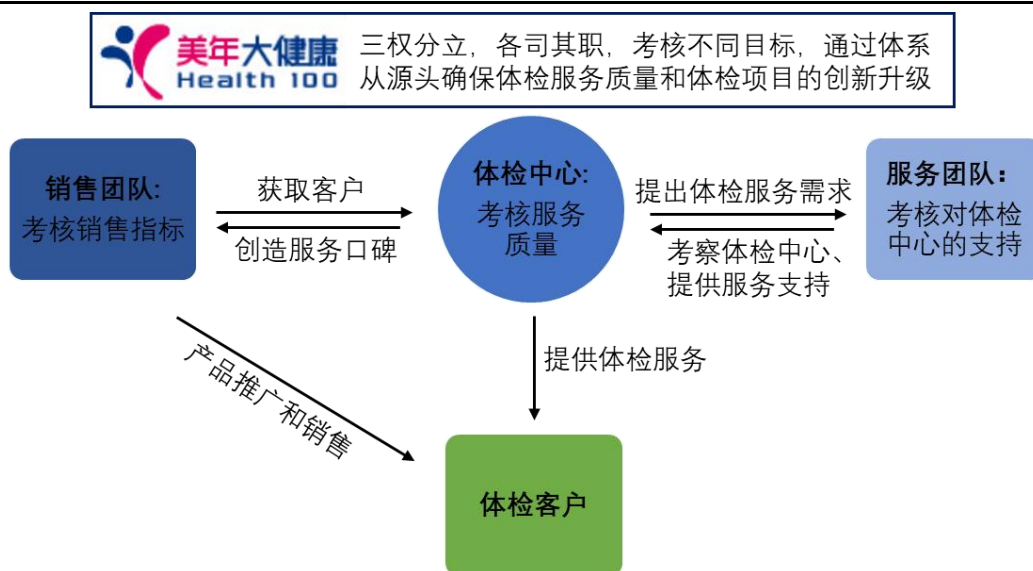 美年大健康
Health 100
三权分立，各司其职，考核不同目标，通过体系
从源头确保体检服务质量和体检项目的创新升级
销售团队:
考核销售指标
获取客户
创造服务口碑
体检中心:
考核服务
质量
提出体检服务需求
考察体检中心、
提供服务支持
服务团队：
考核对体检
中心的支持
产品推广和销售
提供体检服务
体检客户